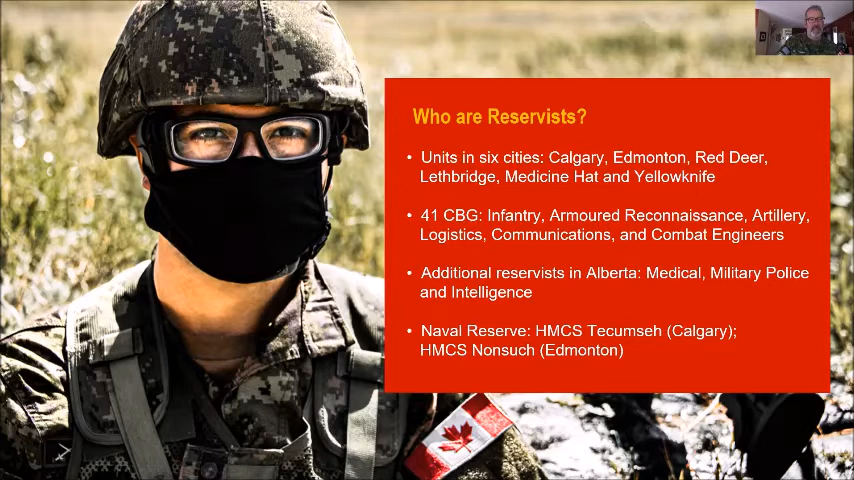 Who are Reservists?
• Units in six cities: Calgary, Edmonton, Red Deer,
Lethbridge, Medicine Hat and Yellowknife
• 41 CBG: Infantry, Armoured Reconnaissance, Artillery,
Logistics, Communications, and Combat Engineers
• Additional reservists in Alberta: Medical, Military Police
and Intelligence
• Naval Reserve: HMCS Tecumseh (Calgary);
HMCS Nonsuch (Edmonton)